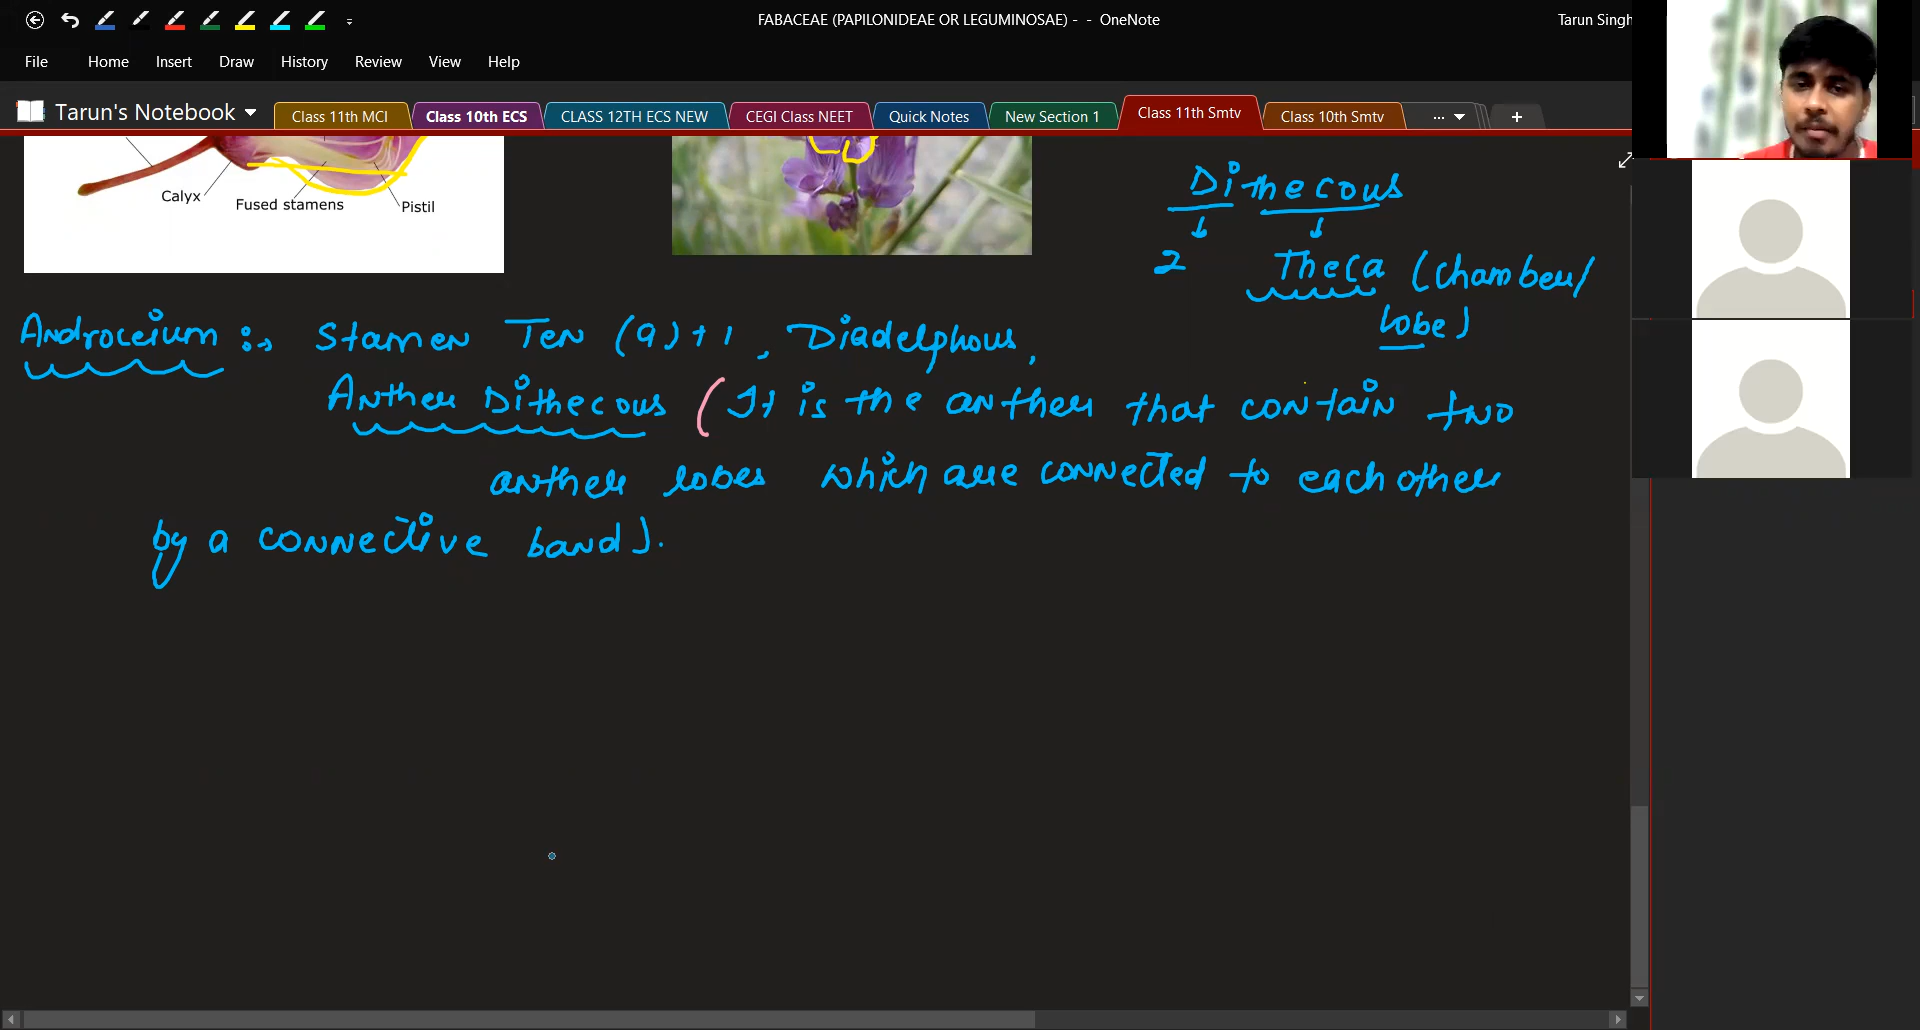 FABACEAE (PAPILONIDEAE OR LEGUMINOSAE) - - OneNote
Tarun Singh
File Home Insert Draw History Review View Help
Tarun's Notebook
Class 11th MCI Class 10th ECS CLASS 12TH ECS NEW CEGI Class NEET Quick Notes New Section 1 Class 11th Smtv Class 10th Smtv ... +
Calyx
Fused stamens
Pistil
Dithecous
2 Theca (chamber/
lobe)
Androceium :- Stamen Ten (9)+1, Diadelphous,
Anther Dithecous (It is the anther that contain two
anther lobes which are connected to each other
by a connective band).